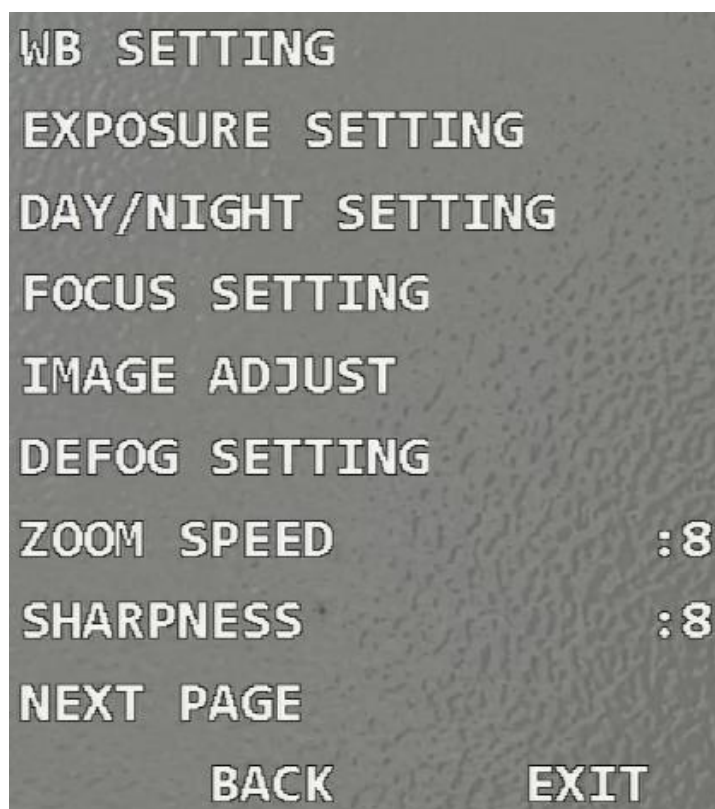 WB SETTING
EXPOSURE SETTING
DAY/NIGHT SETTING
FOCUS SETTING
IMAGE ADJUST
DEFOG SETTING
ZOOM SPEED :8
SHARPNESS :8
NEXT PAGE
BACK EXIT